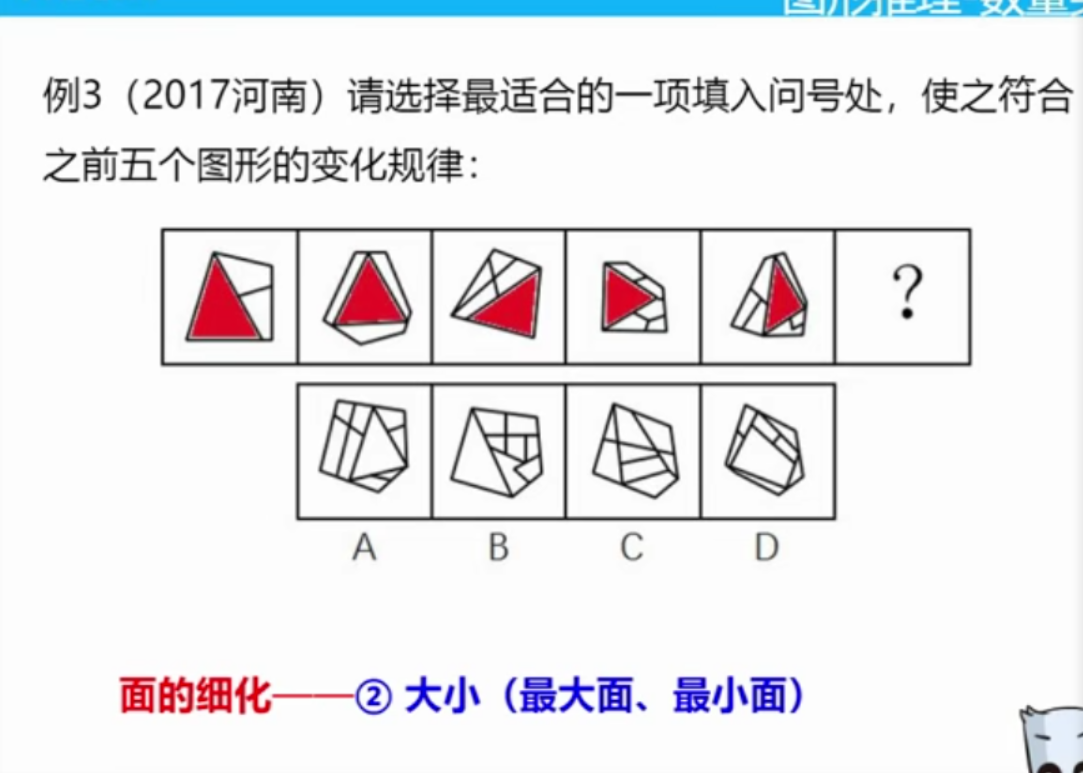 图形推理-数量
例3（2017河南）请选择最适合的一项填入问号处，使之符合
之前五个图形的变化规律：
?
A B C D
面的细化——② 大小（最大面、最小面）